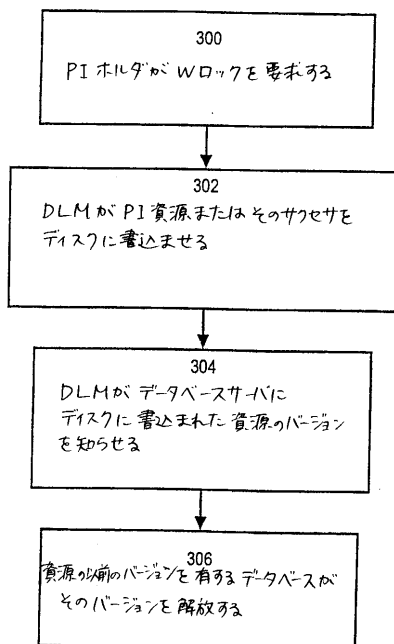 300
PIホルダがWロックを要求する
302
DLMがPI資源またはそのサクセサを
ディスクに書込ませる
304
DLMがデータベースサーバに
ディスクに書込まれた資源のバージョン
を知らせる
306
資源の以前のバージョンを有するデータベースが
そのバージョンを解放する